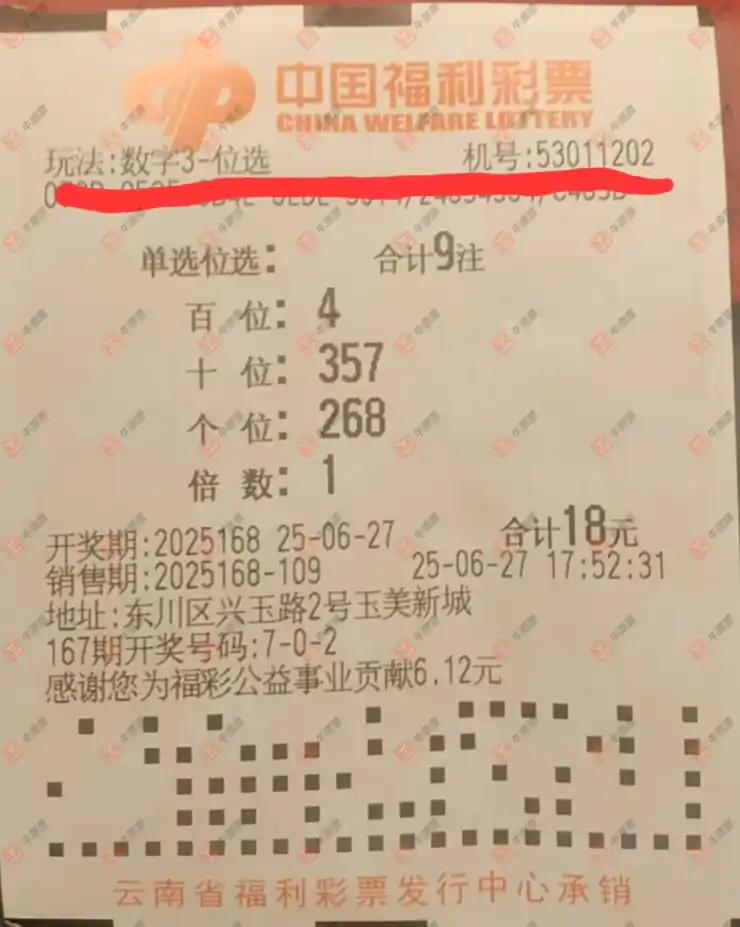 中国福利彩票
CHINA WELFARE LOTTERY
玩法:数字3-位选 机号:53011202
单选位选: 合计9注
百 位: 4
十 位: 357
个 位: 268
倍 数: 1
开奖期:2025168 25-06-27 合计18元
销售期:2025168-109 25-06-27 17:52:31
地址:东川区兴玉路2号玉美新城
167期开奖号码:7-0-2
感谢您为福彩公益事业贡献6.12元
云南省福利彩票发行中心承销